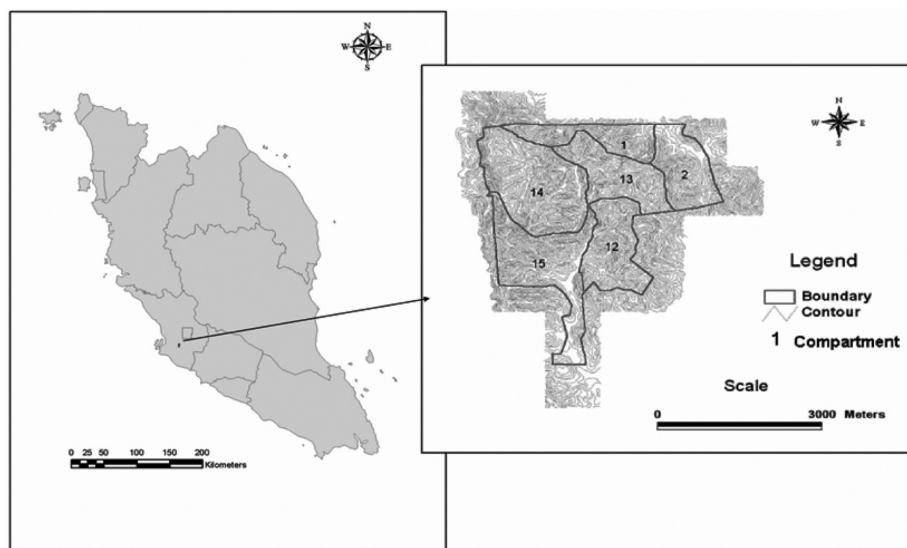 N
W E
S
0 25 50 100 150 200
Kilometers
N
W E
S
1
2
13
14
12
15
Legend
Boundary
Contour
1 Compartment
Scale
0 3000 Meters